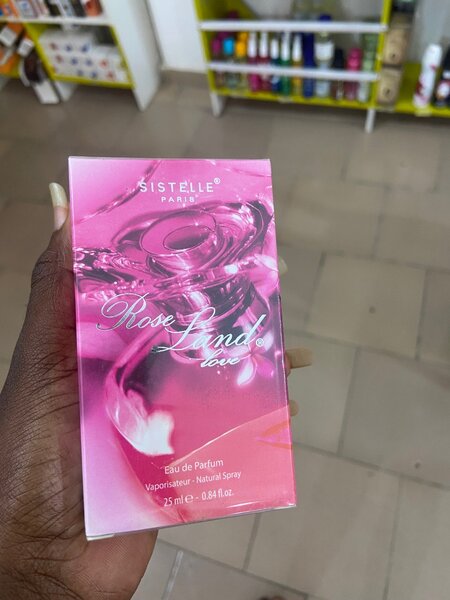 SISTELLE®
PARIS
Rose
Land®
love
Eau de Parfum
Vaporisateur - Natural Spray
25 ml ℮ - 0.84 fl.oz.